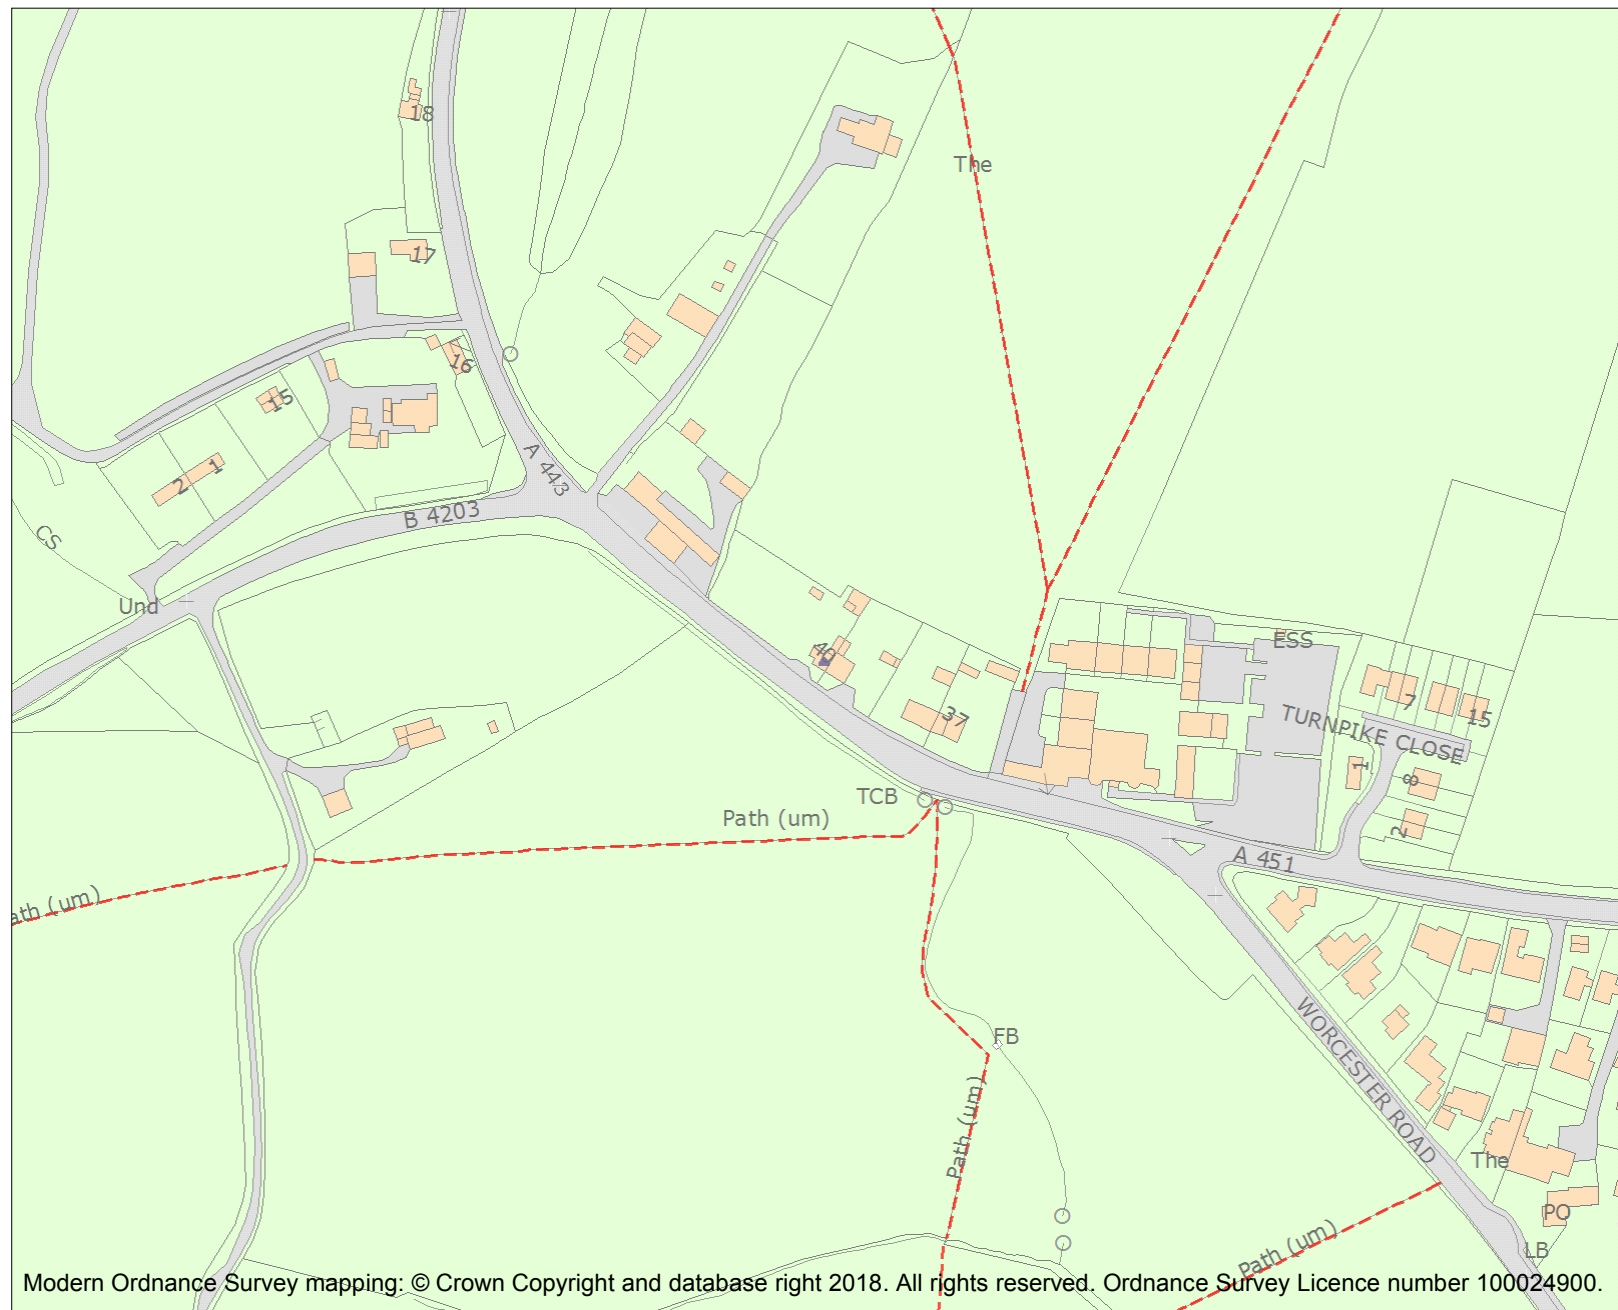 18
The
17
16
15
A 443
1
2
B 4203
CS
Und
ESS
40
7
37
15
TURNPIKE CLOSE
1
8
TCB
Path (um)
2
A 451
ath (um)
WORCESTER ROAD
FB
Path (um)
The
PO
Path (um)
LB
Modern Ordnance Survey mapping: © Crown Copyright and database right 2018. All rights reserved. Ordnance Survey Licence number 100024900.